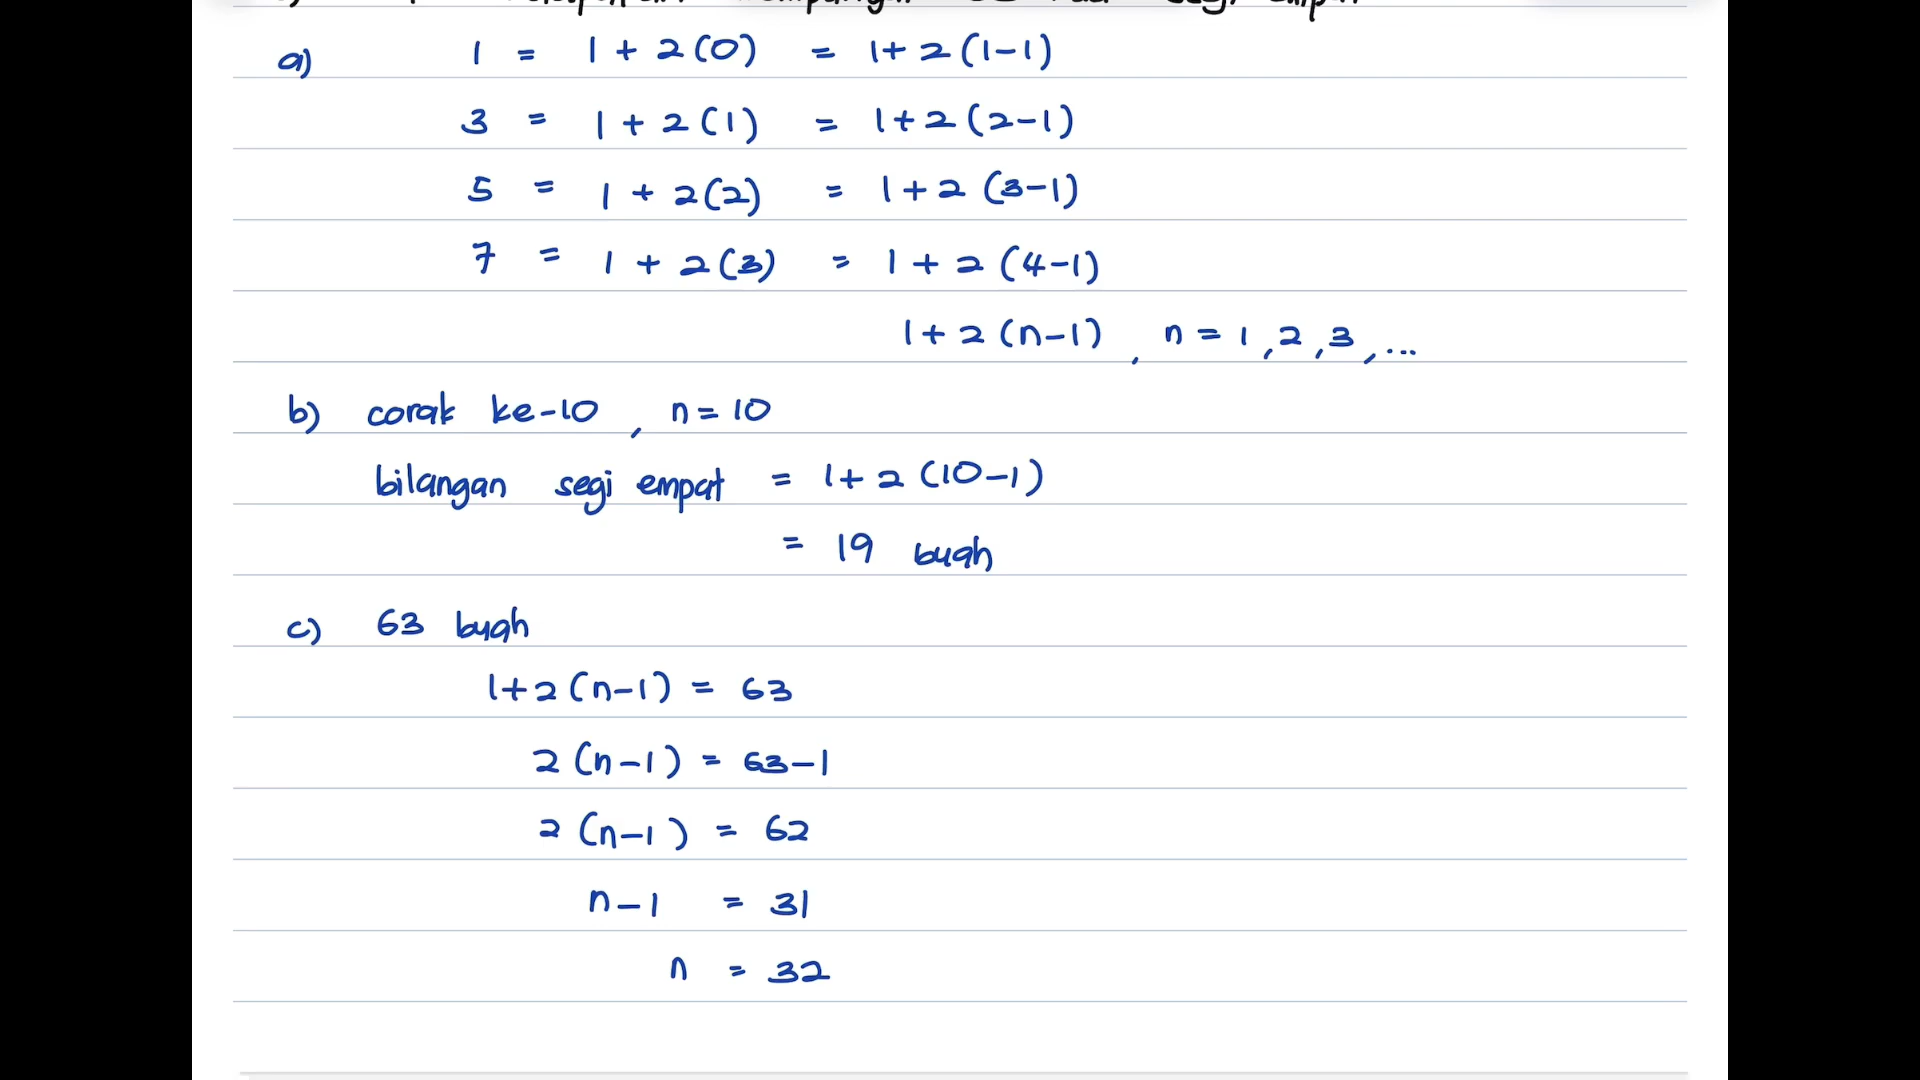 segi empat
a) 1 = 1 + 2(0) = 1+ 2(1-1)
3 = 1 + 2(1) = 1+2(2-1)
5 = 1 + 2(2) = 1+2(3-1)
7 = 1 + 2(3) = 1+2(4-1)
1+2(n-1), n = 1,2,3,...
b) corak ke-10, n=10
bilangan segi empat = 1+2(10-1)
= 19 buah
c) 63 buah
1+2(n-1) = 63
2(n-1) = 63-1
2(n-1) = 62
n-1 = 31
n = 32